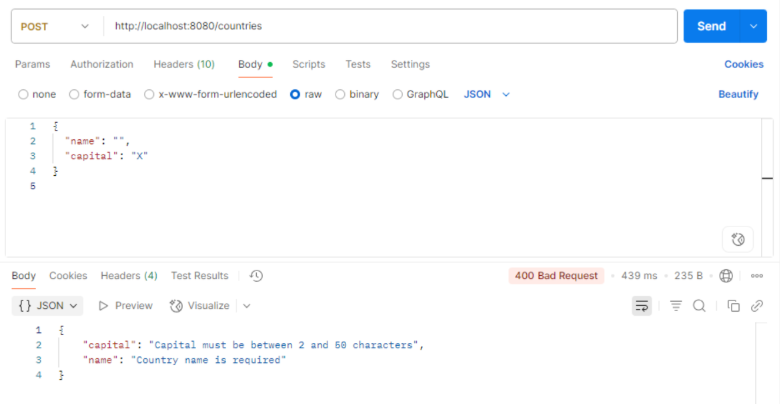 POST http://localhost:8080/countries Send
Params Authorization Headers (10) Body Scripts Tests Settings Cookies
none form-data x-www-form-urlencoded raw binary GraphQL JSON Beautify
1 {
2 "name": "",
3 "capital": "X"
4 }
5
Body Cookies Headers (4) Test Results 400 Bad Request 439 ms 235 B
{} JSON Preview Visualize
1 {
2 "capital": "Capital must be between 2 and 60 characters",
3 "name": "Country name is required"
4 }